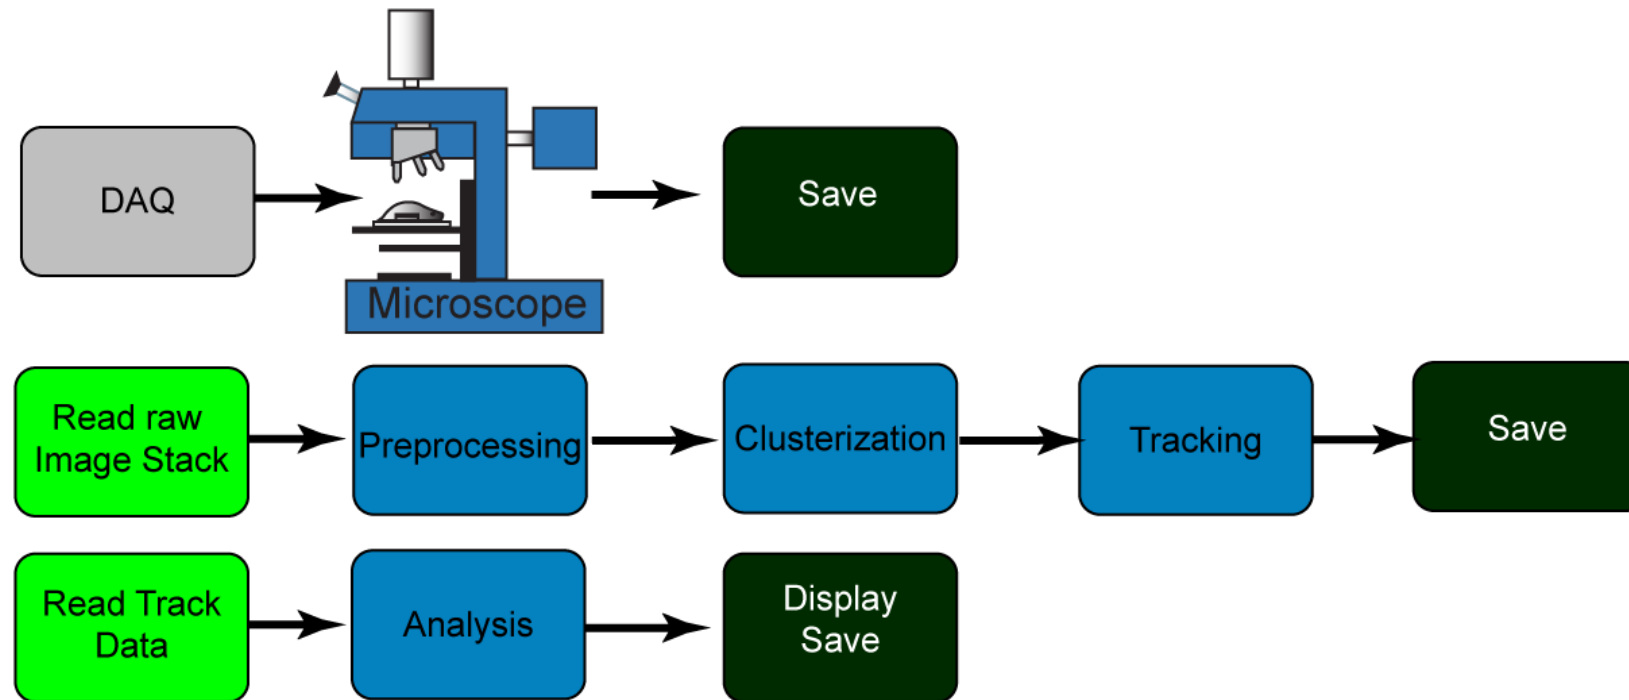 DAQ
Microscope
Save
Read raw
Image Stack
Preprocessing
Clusterization
Tracking
Save
Read Track
Data
Analysis
Display
Save